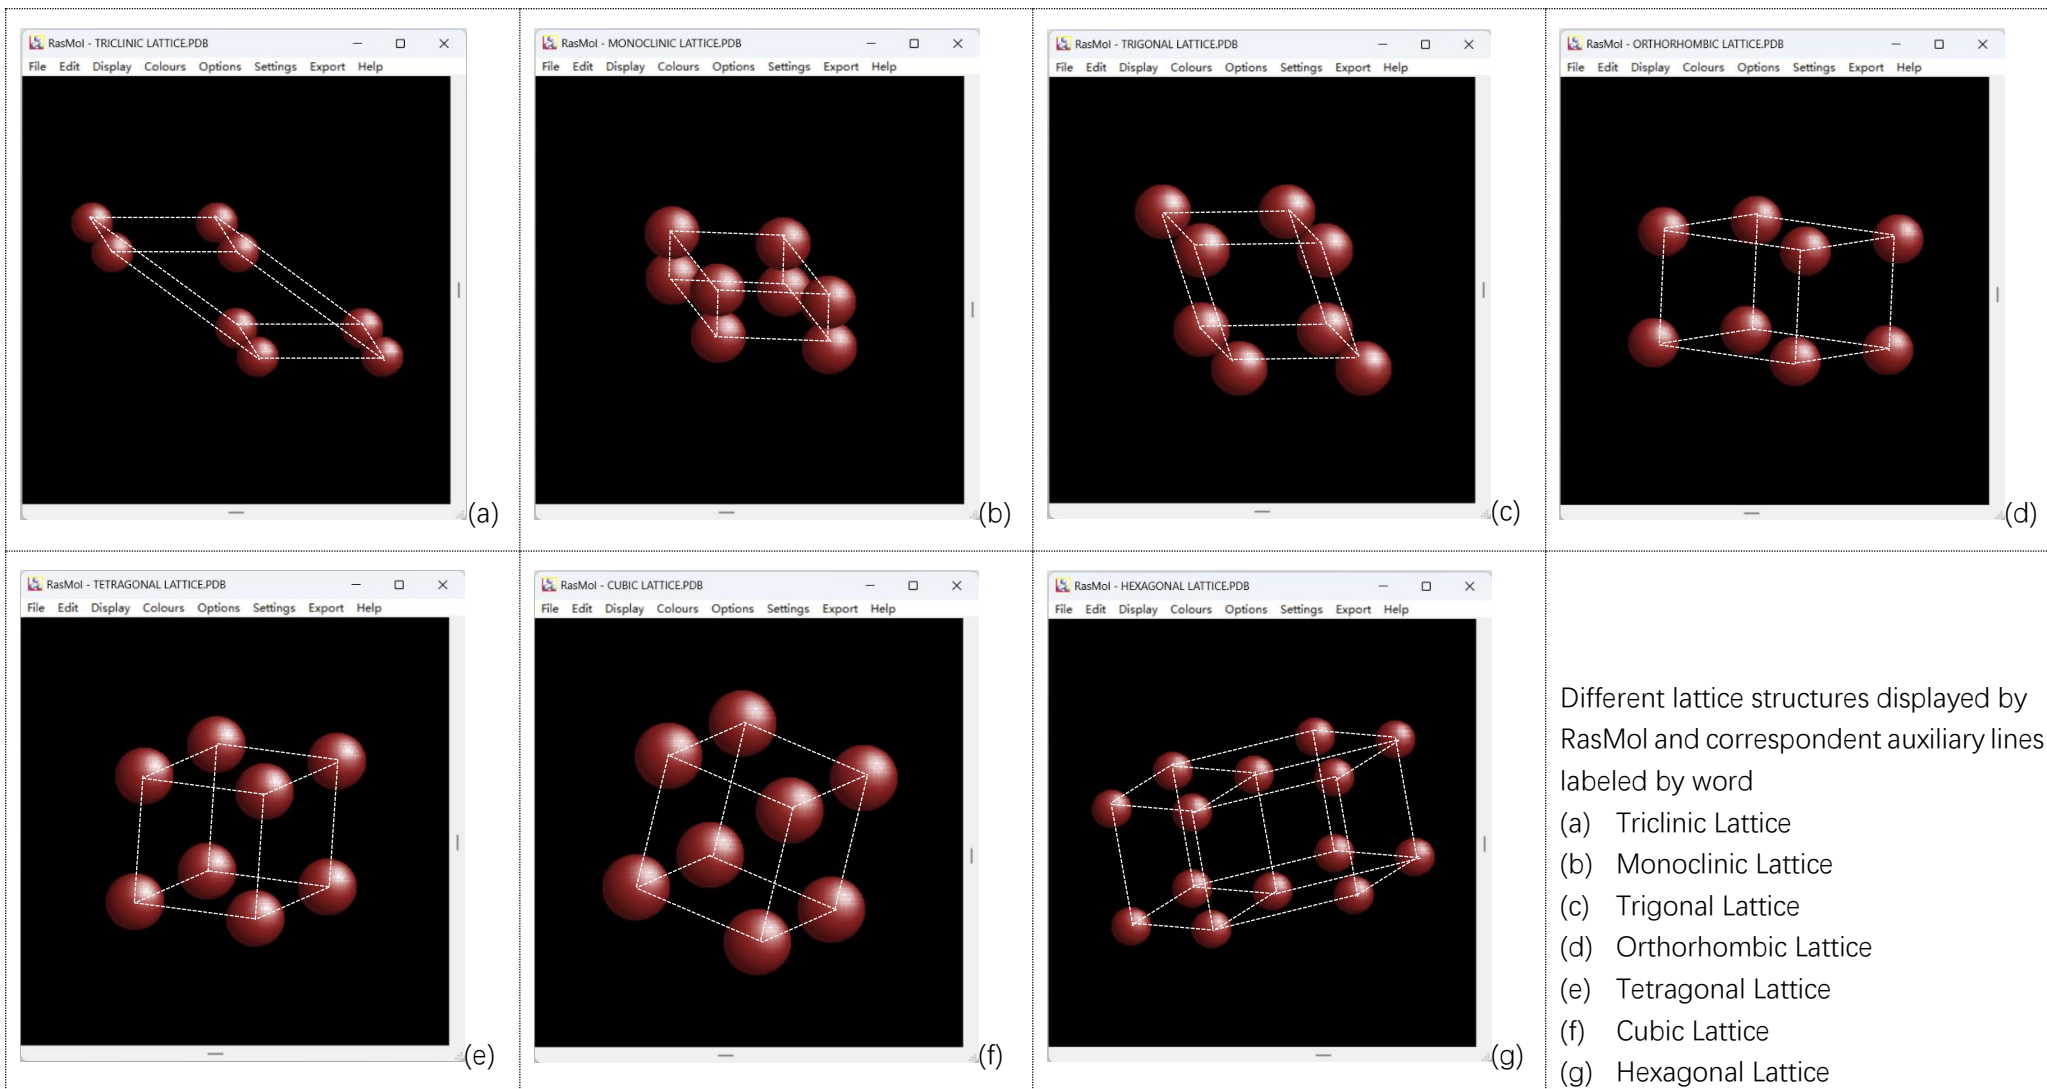 RasMol - TRICLINIC LATTICE.PDB
File Edit Display Colours Options Settings Export Help
(a)
RasMol - MONOCLINIC LATTICE.PDB
File Edit Display Colours Options Settings Export Help
(b)
RasMol - TRIGONAL LATTICE.PDB
File Edit Display Colours Options Settings Export Help
(c)
RasMol - ORTHORHOMBIC LATTICE.PDB
File Edit Display Colours Options Settings Export Help
(d)
RasMol - TETRAGONAL LATTICE.PDB
File Edit Display Colours Options Settings Export Help
(e)
RasMol - CUBIC LATTICE.PDB
File Edit Display Colours Options Settings Export Help
(f)
RasMol - HEXAGONAL LATTICE.PDB
File Edit Display Colours Options Settings Export Help
(g)
Different lattice structures displayed by
RasMol and correspondent auxiliary lines
labeled by word
(a) Triclinic Lattice
(b) Monoclinic Lattice
(c) Trigonal Lattice
(d) Orthorhombic Lattice
(e) Tetragonal Lattice
(f) Cubic Lattice
(g) Hexagonal Lattice